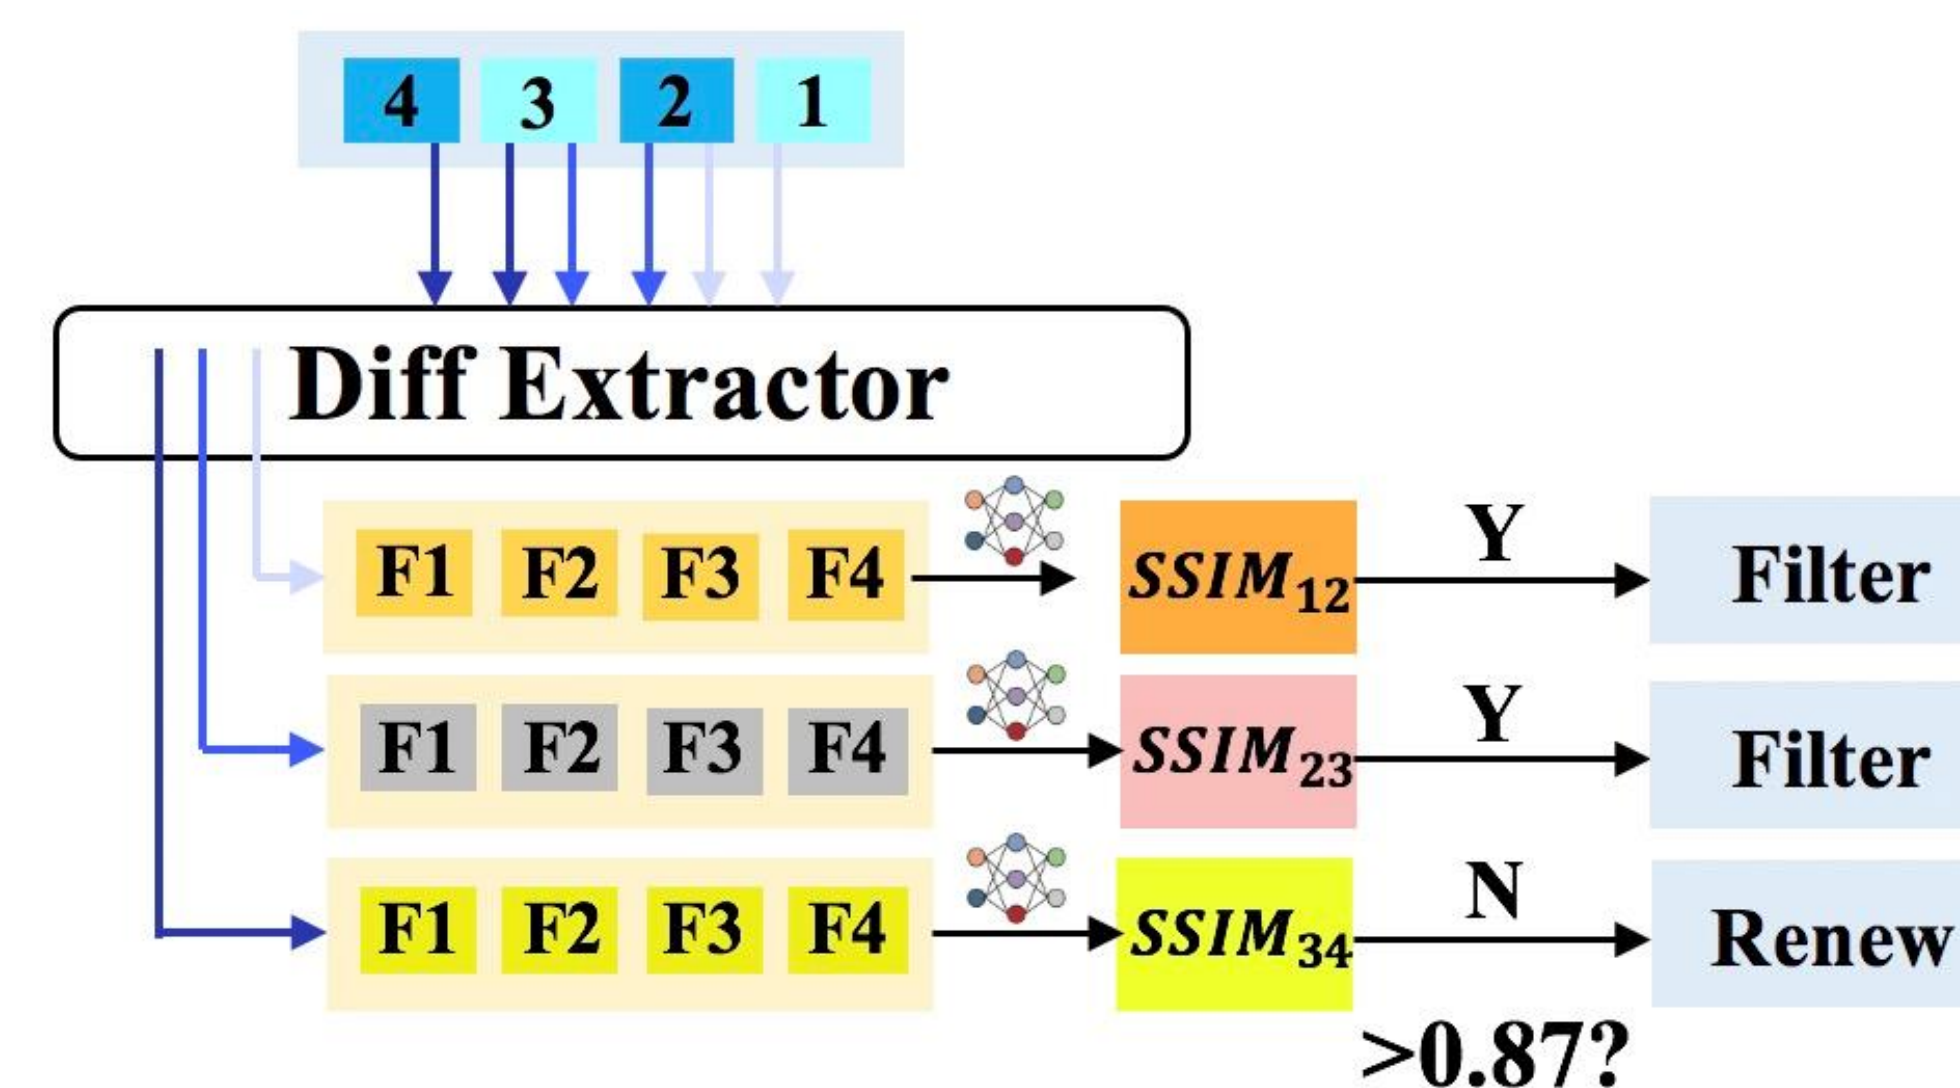 4 3 2 1
Diff Extractor
F1 F2 F3 F4 SSIM₁₂ Y Filter
F1 F2 F3 F4 SSIM₂₃ Y Filter
F1 F2 F3 F4 SSIM₃₄ N Renew
>0.87?